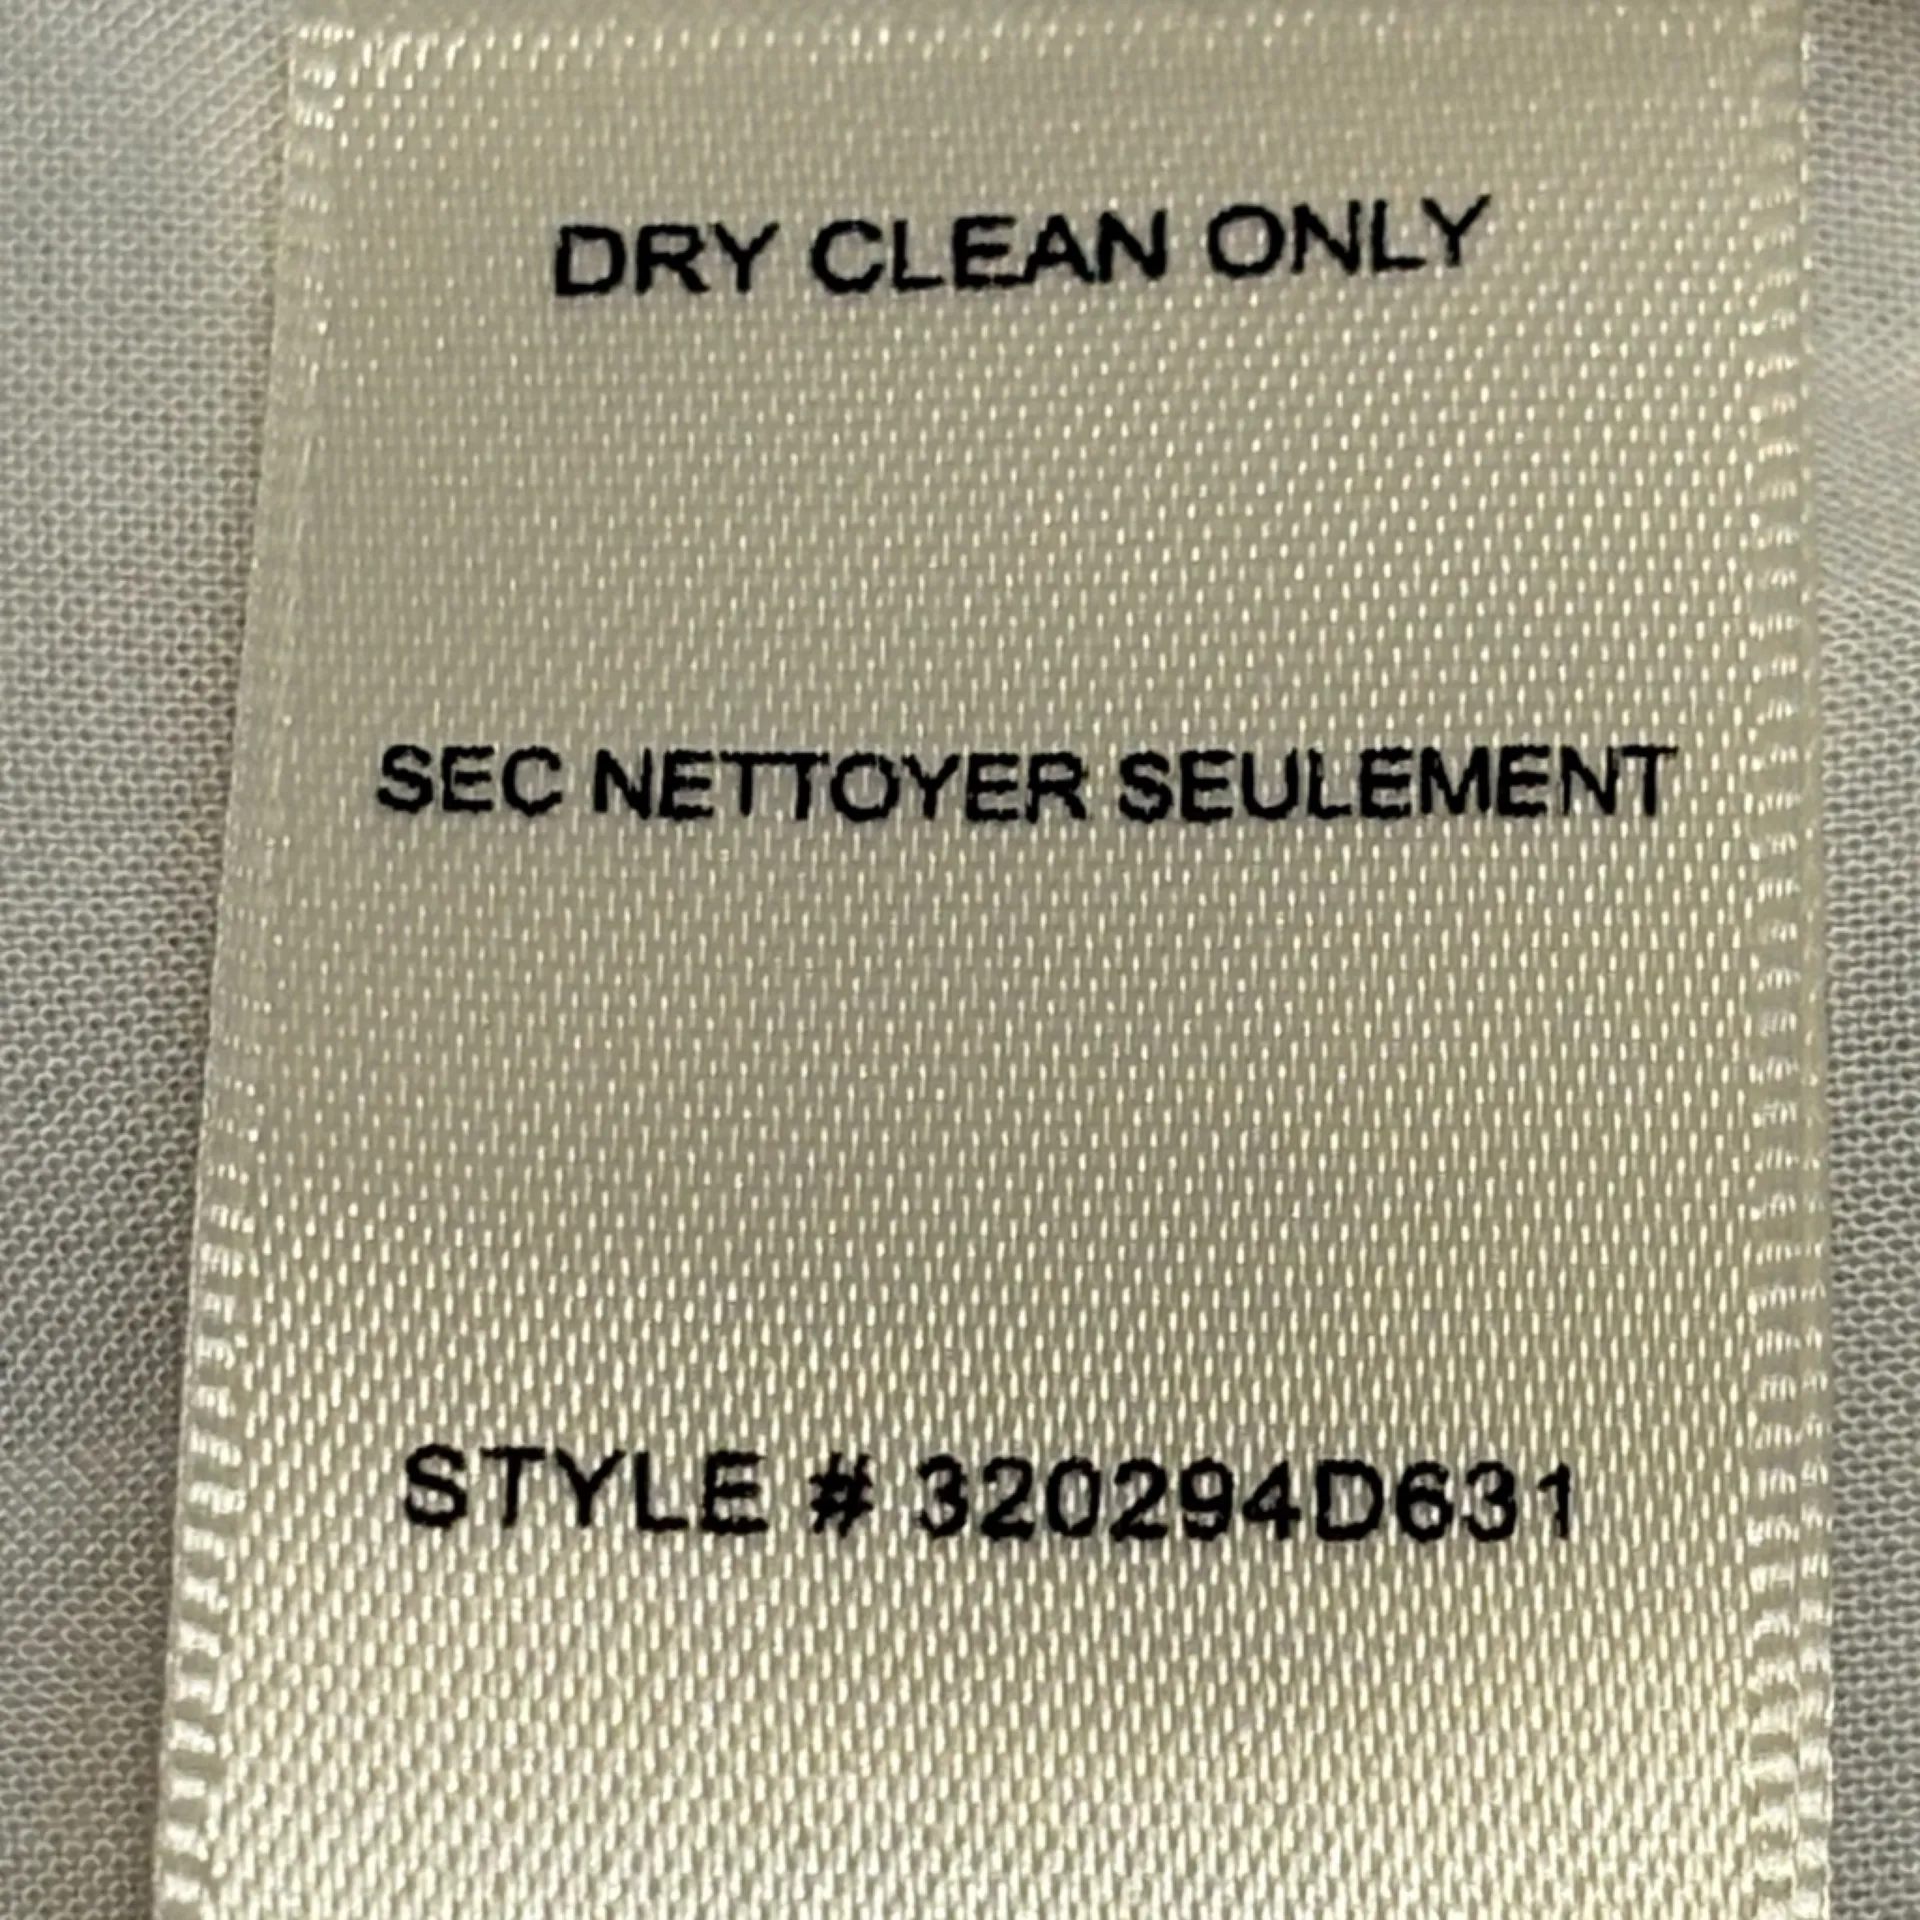 DRY CLEAN ONLY
SEC NETTOYER SEULEMENT
STYLE # 320294D631